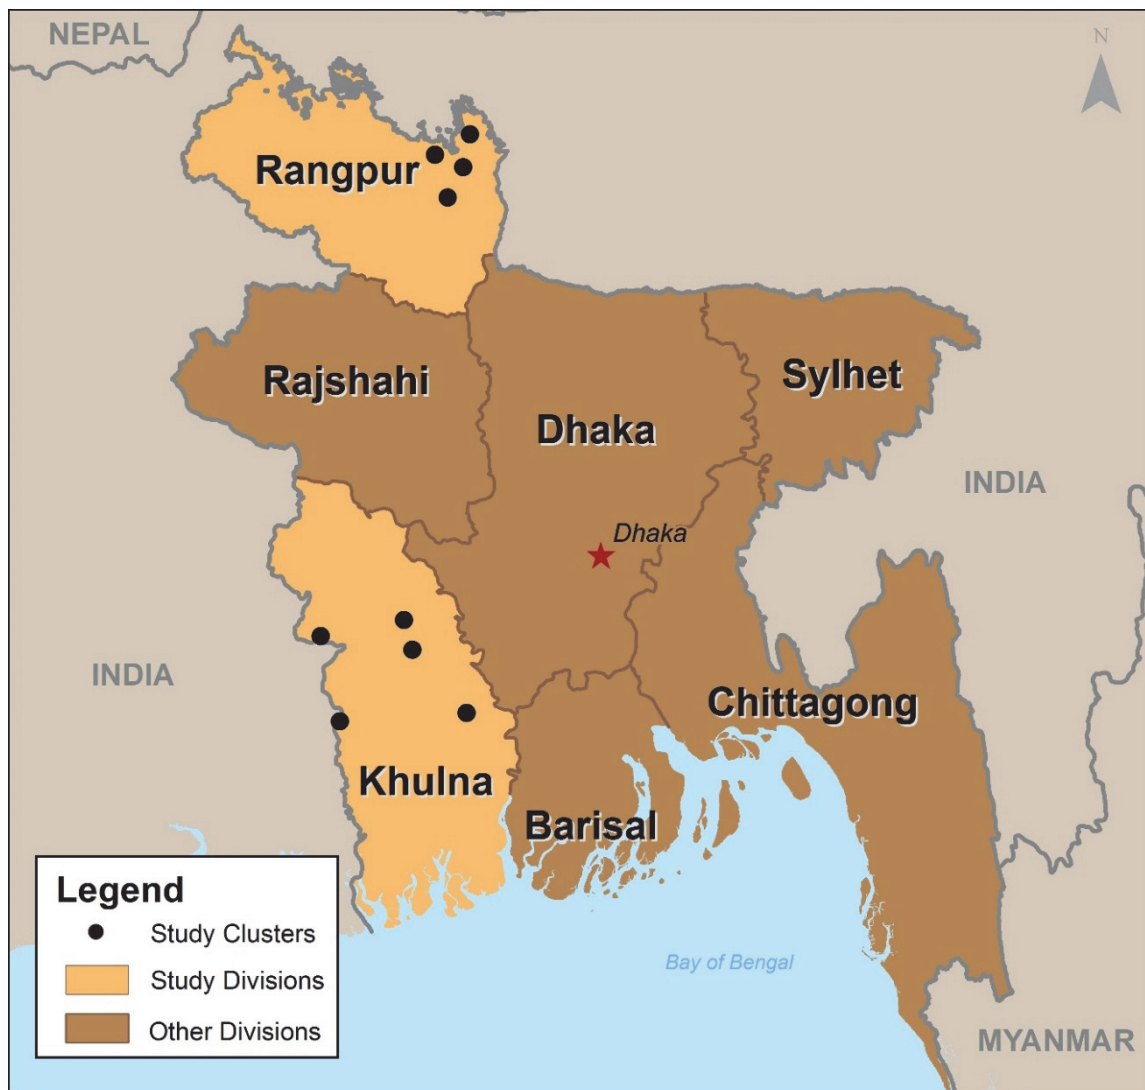 NEPAL
N
Rangpur
Rajshahi
Sylhet
Dhaka
INDIA
Dhaka
INDIA
Chittagong
Khulna
Barisal
Legend
Study Clusters
Study Divisions
Other Divisions
Bay of Bengal
MYANMAR